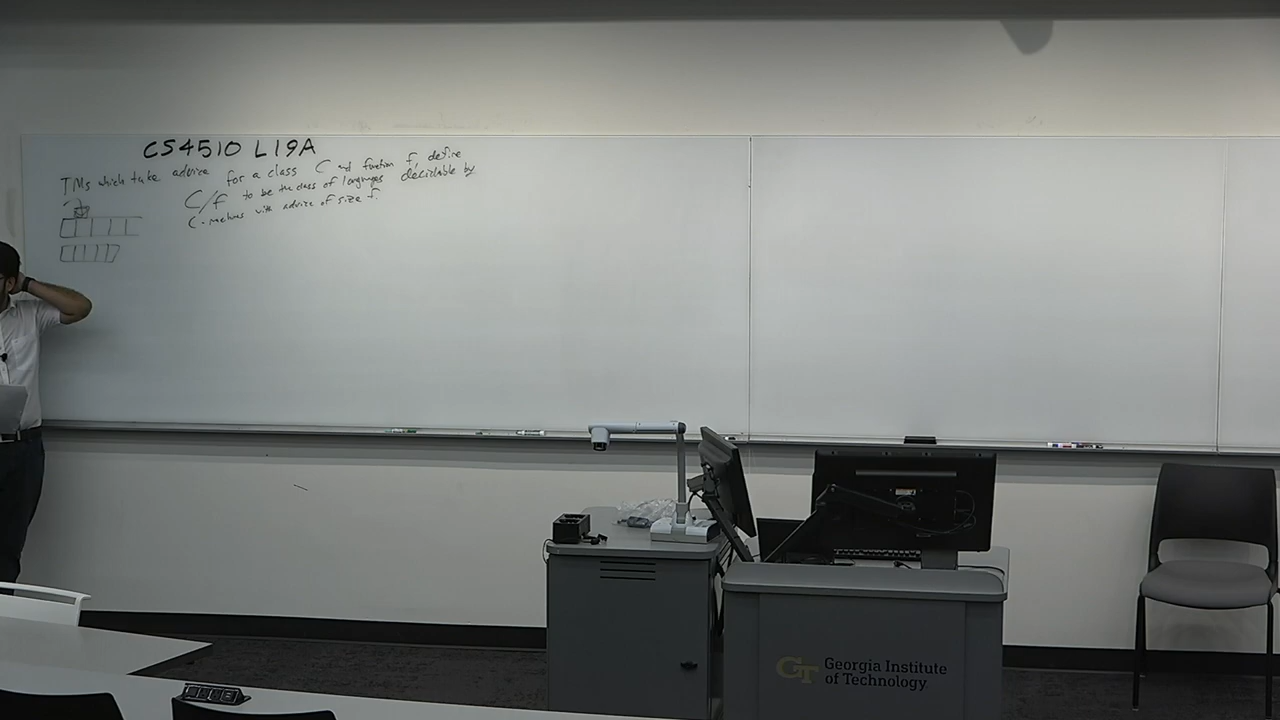 CS4510 L19A
TMs which take advice for a class C and function f, define
C/f to be the class of languages decidable by
C-machines with advice of size f.
GT Georgia Institute
of Technology